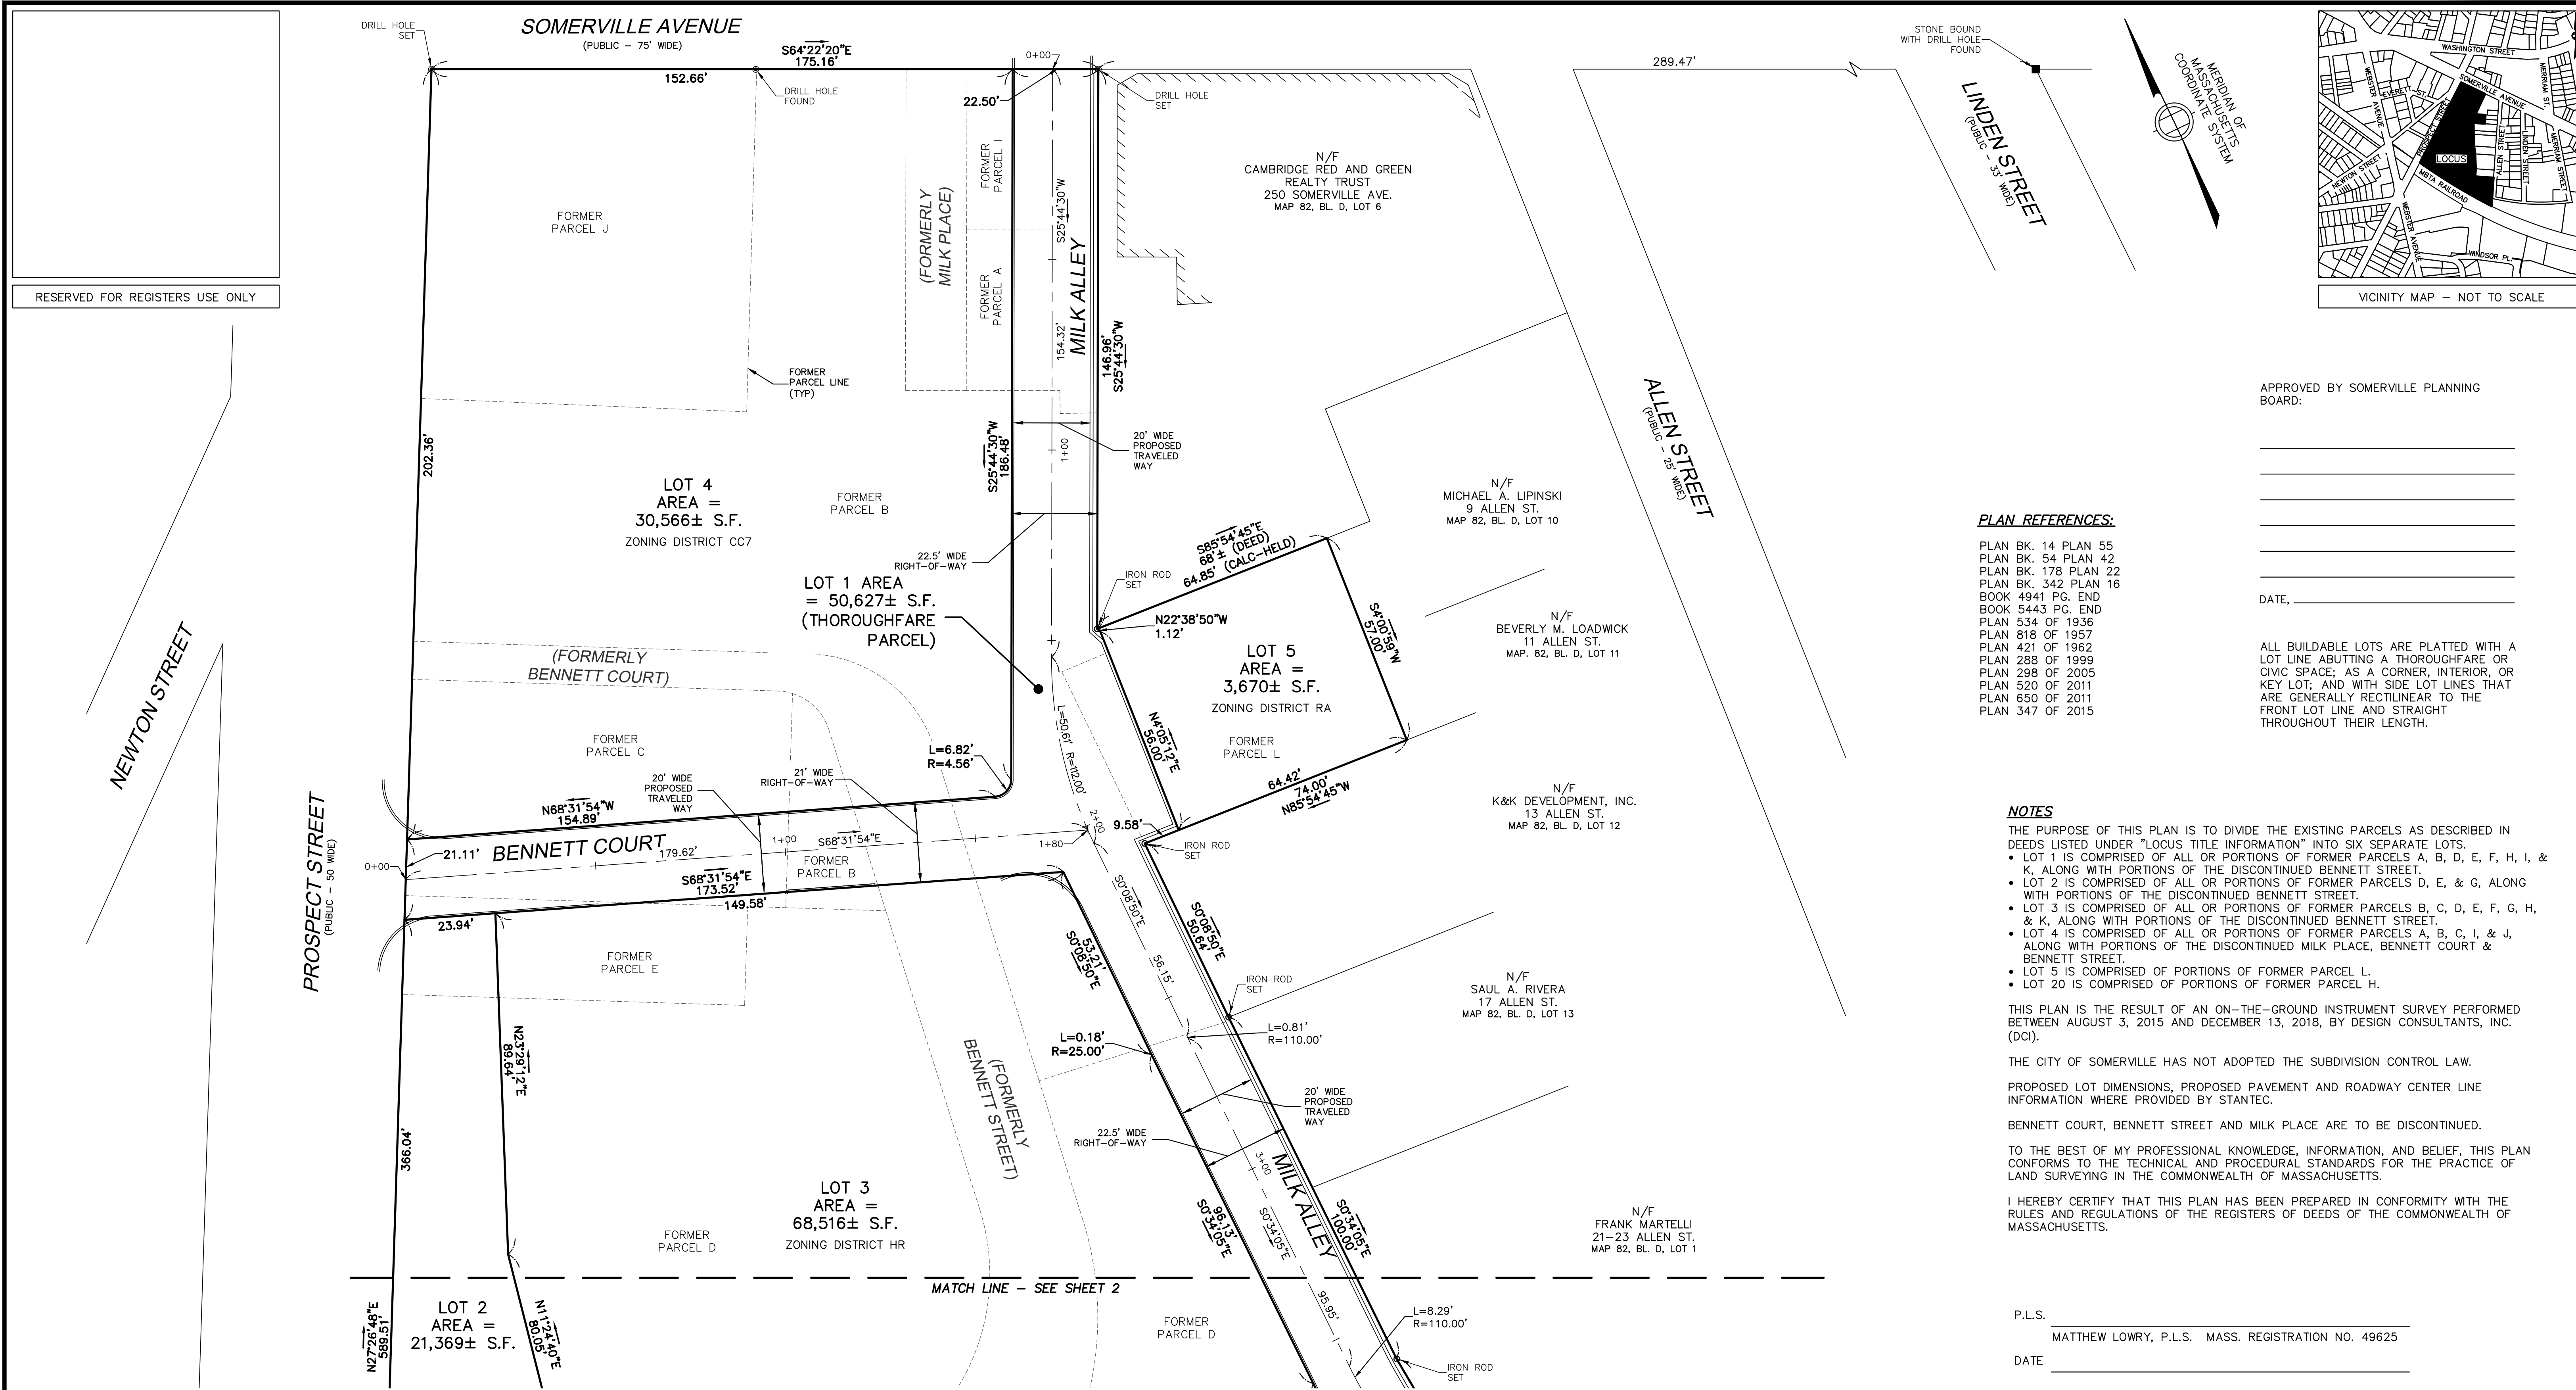 RESERVED FOR REGISTERS USE ONLY
DRILL HOLE
SET
SOMERVILLE AVENUE
(PUBLIC – 75' WIDE)
S64°22'20"E
175.16'
152.66'
DRILL HOLE
FOUND
0+00
22.50'
DRILL HOLE
SET
289.47'
STONE BOUND
WITH DRILL HOLE
FOUND
LINDEN STREET
(PUBLIC – 33' WIDE)
MERIDIAN OF
MASSACHUSETTS
COORDINATE SYSTEM
WASHINGTON STREET
WEBSTER AVENUE
EVERETT ST.
SOMERVILLE AVENUE
MERRIAM ST.
PROSPECT STREET
LOCUS
ALLEN STREET
LINDEN STREET
MERRIAM STREET
NEWTON STREET
MBTA RAILROAD
WEBSTER AVENUE
WINDSOR PL.
VICINITY MAP – NOT TO SCALE
FORMER
PARCEL J
(FORMERLY
MILK PLACE)
FORMER
PARCEL I
FORMER
PARCEL A
S25°44'30"W
154.32'
MILK ALLEY
146.96'
S25°44'30"W
N/F
CAMBRIDGE RED AND GREEN
REALTY TRUST
250 SOMERVILLE AVE.
MAP 82, BL. D, LOT 6
FORMER
PARCEL LINE
(TYP)
202.36'
LOT 4
AREA =
30,566± S.F.
ZONING DISTRICT CC7
FORMER
PARCEL B
S25°44'30"W
186.48'
1+00
20' WIDE
PROPOSED
TRAVELED
WAY
22.5' WIDE
RIGHT–OF–WAY
LOT 1 AREA
= 50,627± S.F.
(THOROUGHFARE
PARCEL)
IRON ROD
SET
S85°54'45"E
68'± (DEED)
64.85' (CALC–HELD)
N22°38'50"W
1.12'
N/F
MICHAEL A. LIPINSKI
9 ALLEN ST.
MAP 82, BL. D, LOT 10
ALLEN STREET
(PUBLIC – 25' WIDE)
LOT 5
AREA =
3,670± S.F.
ZONING DISTRICT RA
FORMER
PARCEL L
S4°00'59"W
57.00'
N4°05'12"E
56.00'
64.42'
74.00'
N85°54'45"W
9.58'
IRON ROD
SET
N/F
BEVERLY M. LOADWICK
11 ALLEN ST.
MAP. 82, BL. D, LOT 11
N/F
K&K DEVELOPMENT, INC.
13 ALLEN ST.
MAP 82, BL. D, LOT 12
N/F
SAUL A. RIVERA
17 ALLEN ST.
MAP 82, BL. D, LOT 13
N/F
FRANK MARTELLI
21–23 ALLEN ST.
MAP 82, BL. D, LOT 1
NEWTON STREET
PROSPECT STREET
(PUBLIC – 50 WIDE)
(FORMERLY
BENNETT COURT)
FORMER
PARCEL C
L=6.82'
R=4.56'
L=50.61' R=112.00'
2+00
1+80
20' WIDE
PROPOSED
TRAVELED
WAY
21' WIDE
RIGHT–OF–WAY
N68°31'54"W
154.89'
0+00
21.11'
BENNETT COURT
179.62'
1+00
S68°31'54"E
FORMER
PARCEL B
S68°31'54"E
173.52'
149.58'
23.94'
FORMER
PARCEL E
N23°29'12"E
89.64'
366.04'
S0°08'50"E
56.15'
S0°08'50"E
50.64'
53.21'
S0°08'50"E
IRON ROD
SET
L=0.18'
R=25.00'
L=0.81'
R=110.00'
(FORMERLY
BENNETT STREET)
20' WIDE
PROPOSED
TRAVELED
WAY
22.5' WIDE
RIGHT–OF–WAY
3+00
MILK ALLEY
S0°34'05"E
100.00'
S0°34'05"E
95.95'
96.13'
S0°34'05"E
LOT 3
AREA =
68,516± S.F.
ZONING DISTRICT HR
FORMER
PARCEL D
MATCH LINE – SEE SHEET 2
N27°26'48"E
589.51'
LOT 2
AREA =
21,369± S.F.
N11°24'40"E
80.05'
FORMER
PARCEL D
L=8.29'
R=110.00'
IRON ROD
SET
PLAN REFERENCES:
PLAN BK. 14 PLAN 55
PLAN BK. 54 PLAN 42
PLAN BK. 178 PLAN 22
PLAN BK. 342 PLAN 16
BOOK 4941 PG. END
BOOK 5443 PG. END
PLAN 534 OF 1936
PLAN 818 OF 1957
PLAN 421 OF 1962
PLAN 288 OF 1999
PLAN 298 OF 2005
PLAN 520 OF 2011
PLAN 650 OF 2011
PLAN 347 OF 2015
APPROVED BY SOMERVILLE PLANNING
BOARD:
DATE,
ALL BUILDABLE LOTS ARE PLATTED WITH A
LOT LINE ABUTTING A THOROUGHFARE OR
CIVIC SPACE; AS A CORNER, INTERIOR, OR
KEY LOT; AND WITH SIDE LOT LINES THAT
ARE GENERALLY RECTILINEAR TO THE
FRONT LOT LINE AND STRAIGHT
THROUGHOUT THEIR LENGTH.
NOTES
THE PURPOSE OF THIS PLAN IS TO DIVIDE THE EXISTING PARCELS AS DESCRIBED IN
DEEDS LISTED UNDER "LOCUS TITLE INFORMATION" INTO SIX SEPARATE LOTS.
• LOT 1 IS COMPRISED OF ALL OR PORTIONS OF FORMER PARCELS A, B, D, E, F, H, I, &
K, ALONG WITH PORTIONS OF THE DISCONTINUED BENNETT STREET.
• LOT 2 IS COMPRISED OF ALL OR PORTIONS OF FORMER PARCELS D, E, & G, ALONG
WITH PORTIONS OF THE DISCONTINUED BENNETT STREET.
• LOT 3 IS COMPRISED OF ALL OR PORTIONS OF FORMER PARCELS B, C, D, E, F, G, H,
& K, ALONG WITH PORTIONS OF THE DISCONTINUED BENNETT STREET.
• LOT 4 IS COMPRISED OF ALL OR PORTIONS OF FORMER PARCELS A, B, C, I, & J,
ALONG WITH PORTIONS OF THE DISCONTINUED MILK PLACE, BENNETT COURT &
BENNETT STREET.
• LOT 5 IS COMPRISED OF PORTIONS OF FORMER PARCEL L.
• LOT 20 IS COMPRISED OF PORTIONS OF FORMER PARCEL H.
THIS PLAN IS THE RESULT OF AN ON–THE–GROUND INSTRUMENT SURVEY PERFORMED
BETWEEN AUGUST 3, 2015 AND DECEMBER 13, 2018, BY DESIGN CONSULTANTS, INC.
(DCI).
THE CITY OF SOMERVILLE HAS NOT ADOPTED THE SUBDIVISION CONTROL LAW.
PROPOSED LOT DIMENSIONS, PROPOSED PAVEMENT AND ROADWAY CENTER LINE
INFORMATION WHERE PROVIDED BY STANTEC.
BENNETT COURT, BENNETT STREET AND MILK PLACE ARE TO BE DISCONTINUED.
TO THE BEST OF MY PROFESSIONAL KNOWLEDGE, INFORMATION, AND BELIEF, THIS PLAN
CONFORMS TO THE TECHNICAL AND PROCEDURAL STANDARDS FOR THE PRACTICE OF
LAND SURVEYING IN THE COMMONWEALTH OF MASSACHUSETTS.
I HEREBY CERTIFY THAT THIS PLAN HAS BEEN PREPARED IN CONFORMITY WITH THE
RULES AND REGULATIONS OF THE REGISTERS OF DEEDS OF THE COMMONWEALTH OF
MASSACHUSETTS.
P.L.S.
MATTHEW LOWRY, P.L.S. MASS. REGISTRATION NO. 49625
DATE